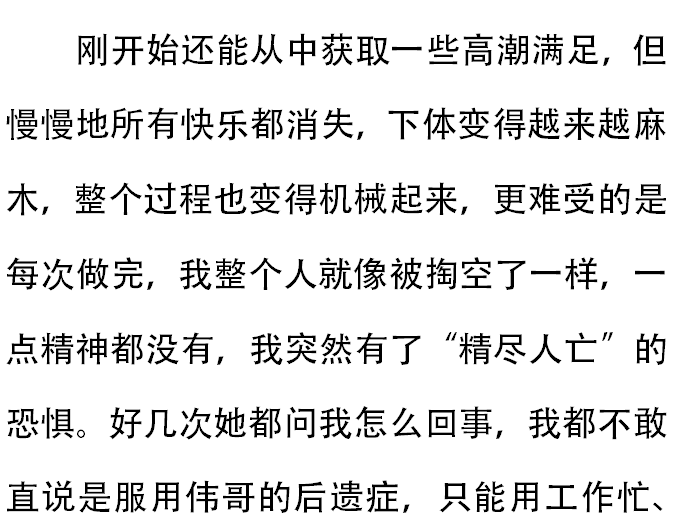 刚开始还能从中获取一些高潮满足，但
慢慢地所有快乐都消失，下体变得越来越麻
木，整个过程也变得机械起来，更难受的是
每次做完，我整个人就像被掏空了一样，一
点精神都没有，我突然有了“精尽人亡”的
恐惧。好几次她都问我怎么回事，我都不敢
直说是服用伟哥的后遗症，只能用工作忙、